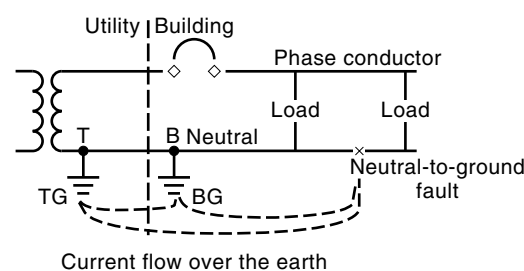 Utility Building
Phase conductor
Load Load
T B Neutral
Neutral-to-ground
fault
TG BG
Current flow over the earth